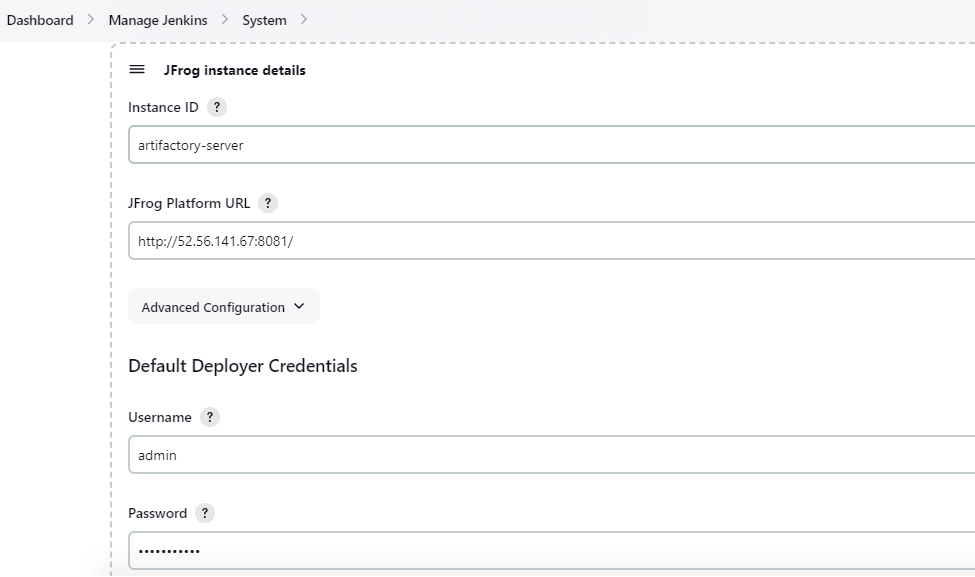 Dashboard > Manage Jenkins > System >
JFrog instance details
Instance ID ?
artifactory-server
JFrog Platform URL ?
http://52.56.141.67:8081/
Advanced Configuration
Default Deployer Credentials
Username ?
admin
Password ?
•••••••••••